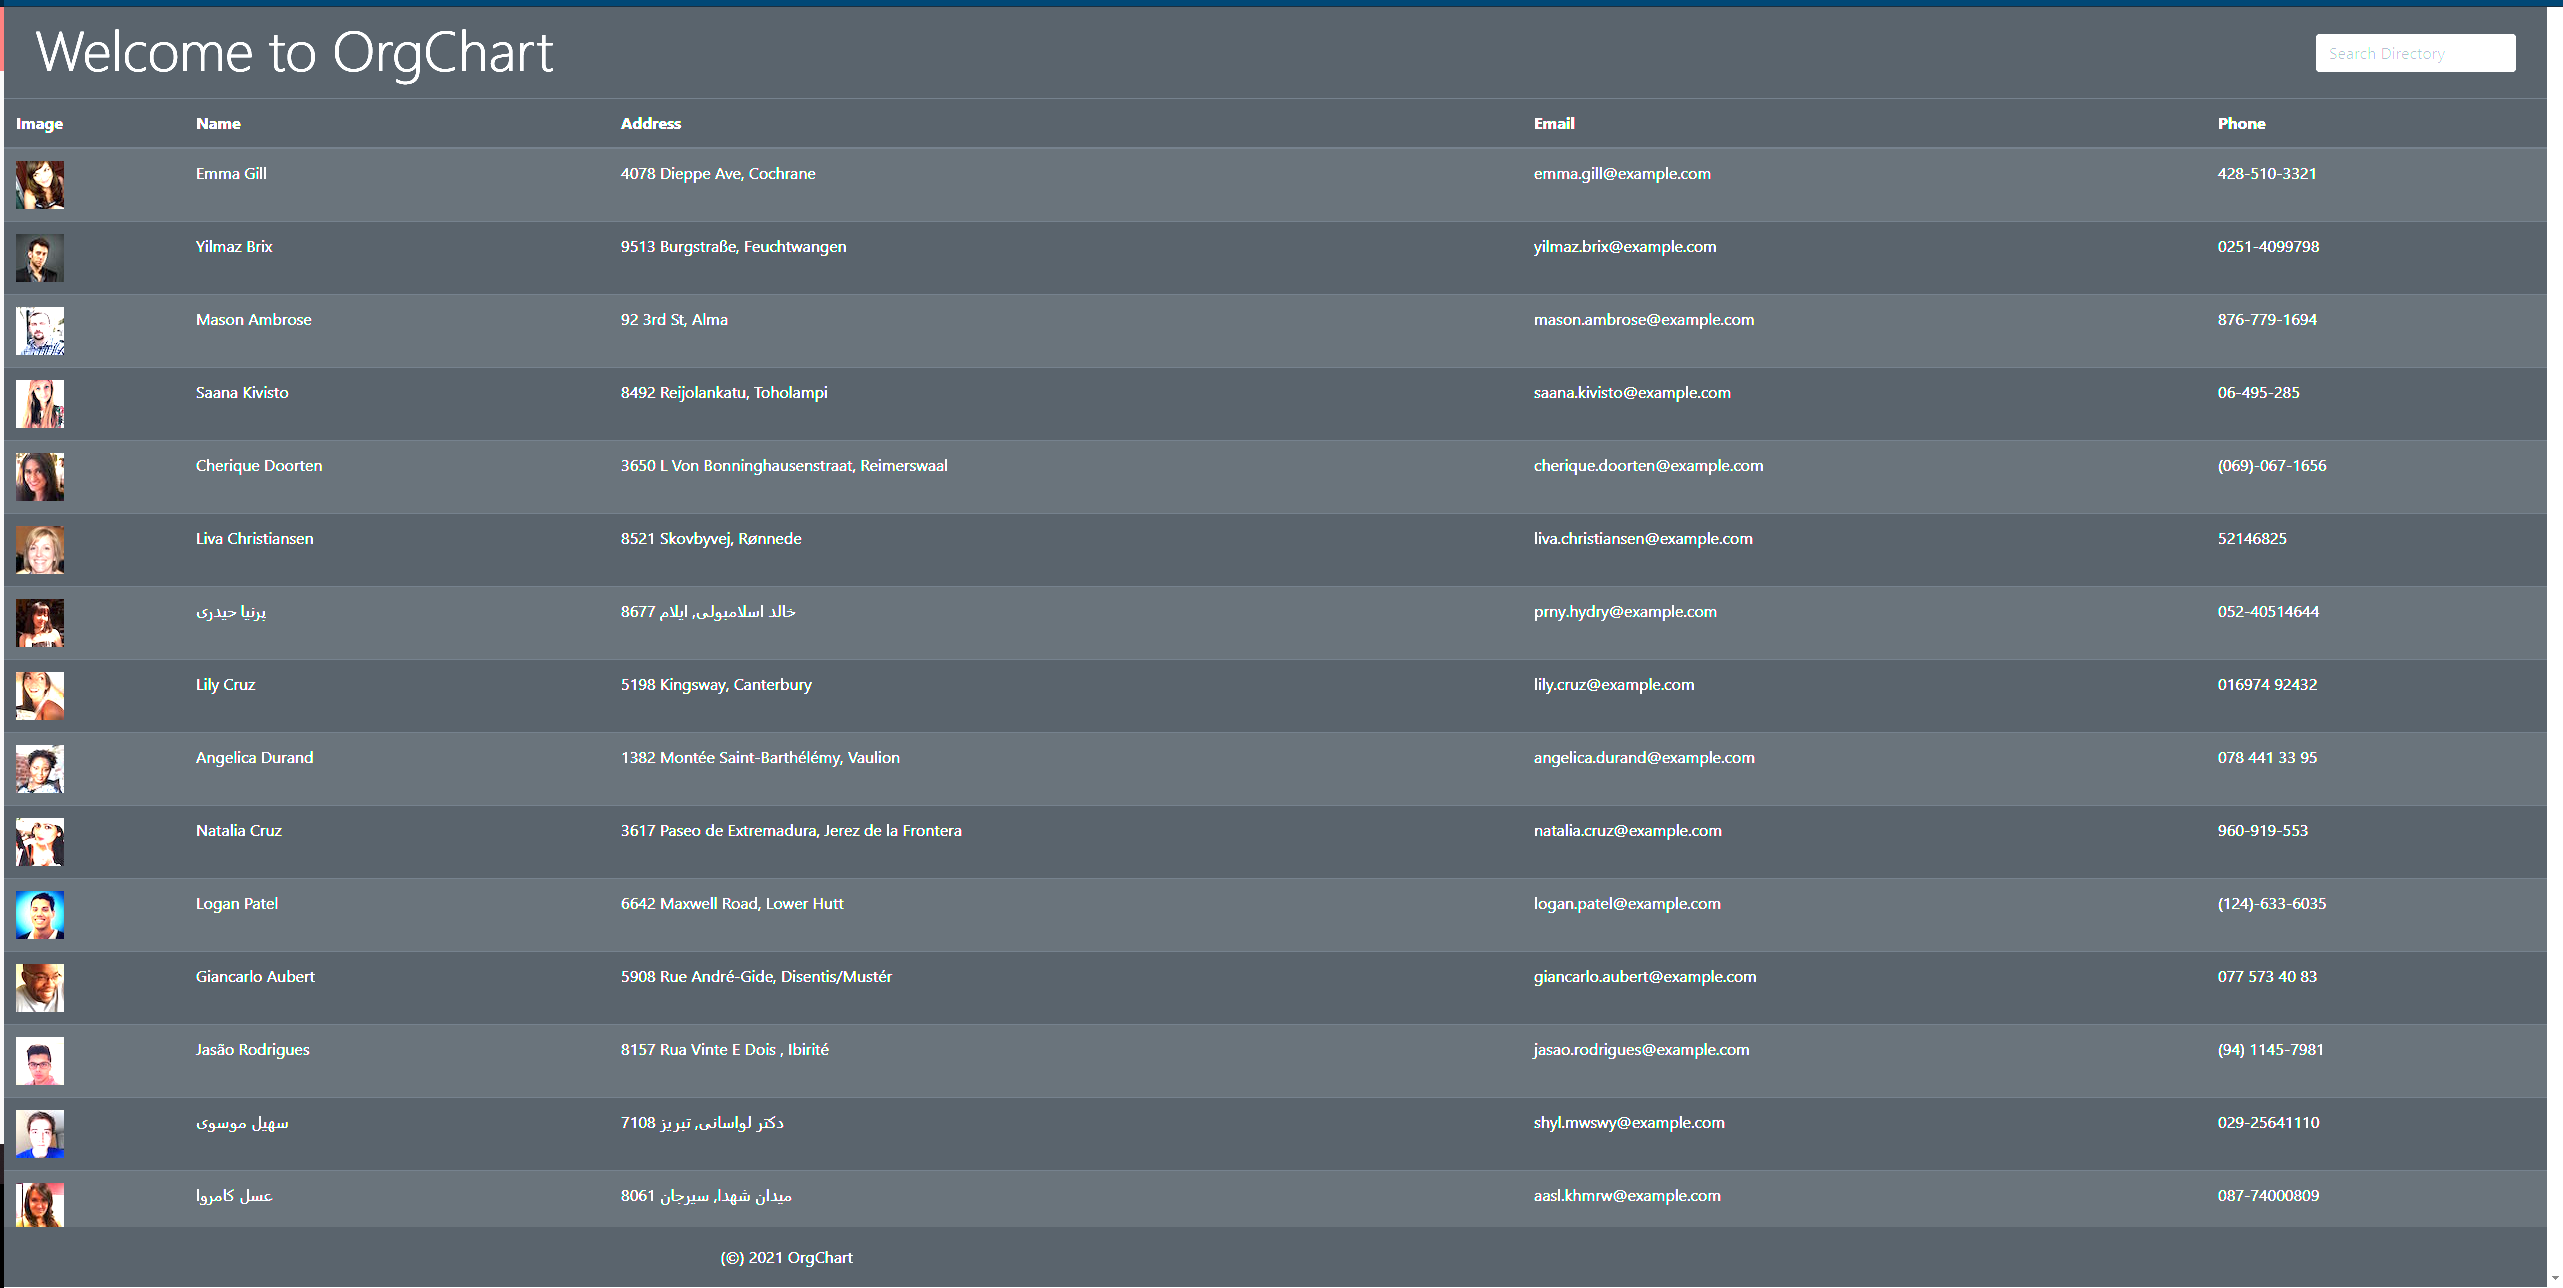 Welcome to OrgChart
Search Directory
Image Name Address Email Phone
Emma Gill 4078 Dieppe Ave, Cochrane emma.gill@example.com 428-510-3321
Yilmaz Brix 9513 Burgstraße, Feuchtwangen yilmaz.brix@example.com 0251-4099798
Mason Ambrose 92 3rd St, Alma mason.ambrose@example.com 876-779-1694
Saana Kivisto 8492 Reijolankatu, Toholampi saana.kivisto@example.com 06-495-285
Cherique Doorten 3650 L Von Bonninghausenstraat, Reimerswaal cherique.doorten@example.com (069)-067-1656
Liva Christiansen 8521 Skovbyvej, Rønnede liva.christiansen@example.com 52146825
پرنیا حیدری 8677 خالد اسلامبولی, ایلام prny.hydry@example.com 052-40514644
Lily Cruz 5198 Kingsway, Canterbury lily.cruz@example.com 016974 92432
Angelica Durand 1382 Montée Saint-Barthélémy, Vaulion angelica.durand@example.com 078 441 33 95
Natalia Cruz 3617 Paseo de Extremadura, Jerez de la Frontera natalia.cruz@example.com 960-919-553
Logan Patel 6642 Maxwell Road, Lower Hutt logan.patel@example.com (124)-633-6035
Giancarlo Aubert 5908 Rue André-Gide, Disentis/Mustér giancarlo.aubert@example.com 077 573 40 83
Jasão Rodrigues 8157 Rua Vinte E Dois , Ibirité jasao.rodrigues@example.com (94) 1145-7981
سهیل موسوی 7108 دکتر لواسانی, تبریز shyl.mwswy@example.com 029-25641110
عسل کامروا 8061 میدان شهدا, سیرجان aasl.khmrw@example.com 087-74000809
(©) 2021 OrgChart